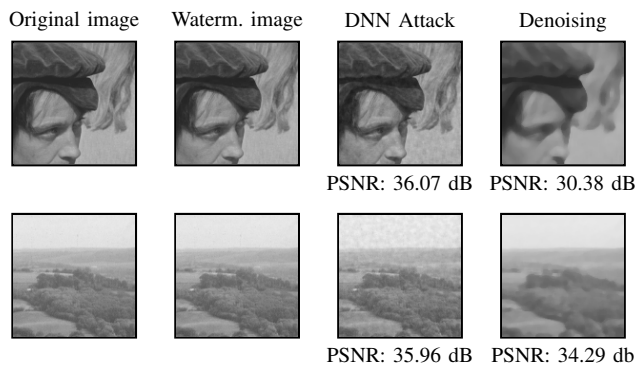 Original image Waterm. image DNN Attack Denoising
PSNR: 36.07 dB PSNR: 30.38 dB
PSNR: 35.96 dB PSNR: 34.29 db